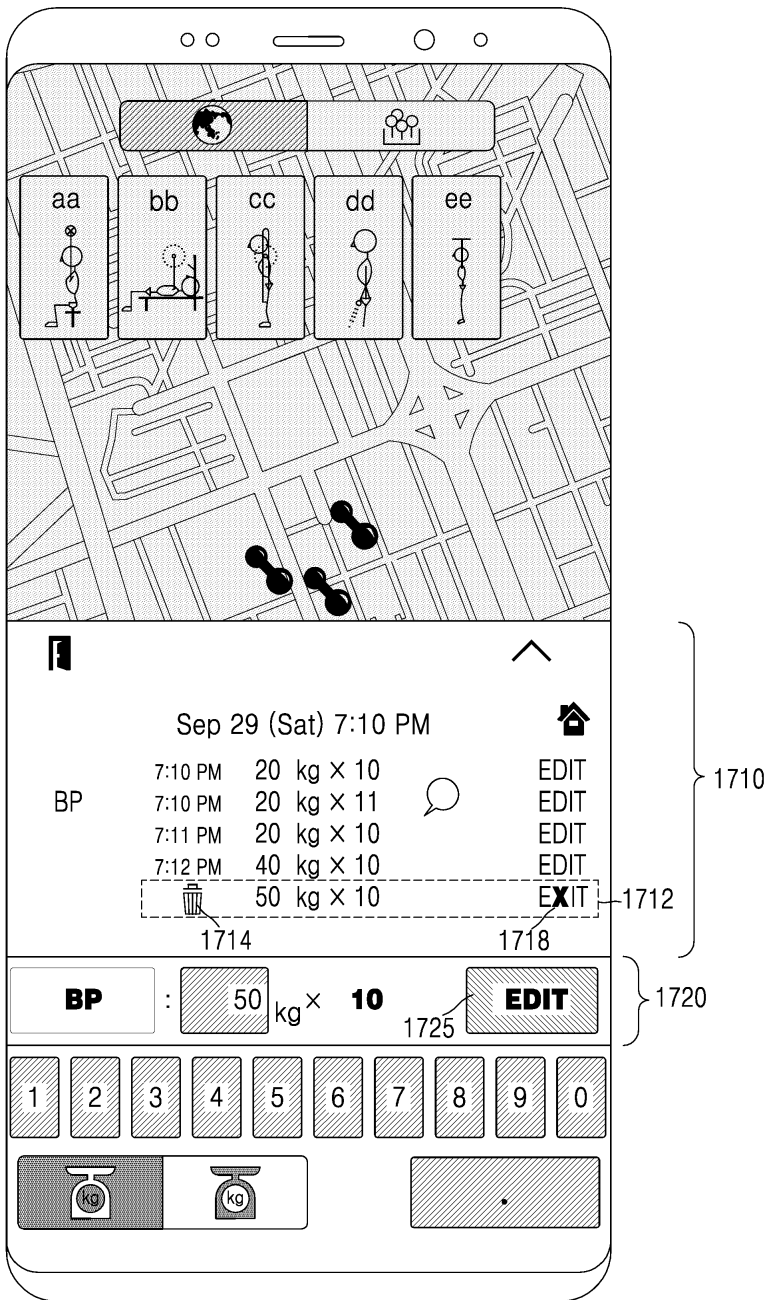 aa bb cc dd ee
Sep 29 (Sat) 7:10 PM
7:10 PM 20 kg × 10 EDIT
BP 7:10 PM 20 kg × 11 EDIT
7:11 PM 20 kg × 10 EDIT
7:12 PM 40 kg × 10 EDIT
50 kg × 10 EXIT
1710
1712
1714 1718
BP : 50 kg × 10 EDIT
1725
1720
1 2 3 4 5 6 7 8 9 0
kg kg .